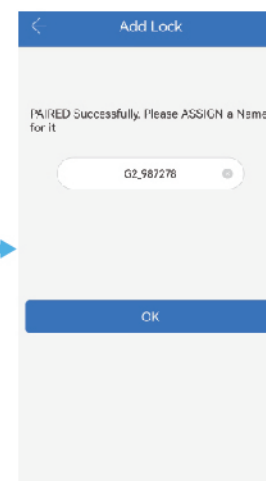 Add Lock
PAIRED Successfully. Please ASSIGN a Name
for it
G2_987278
OK